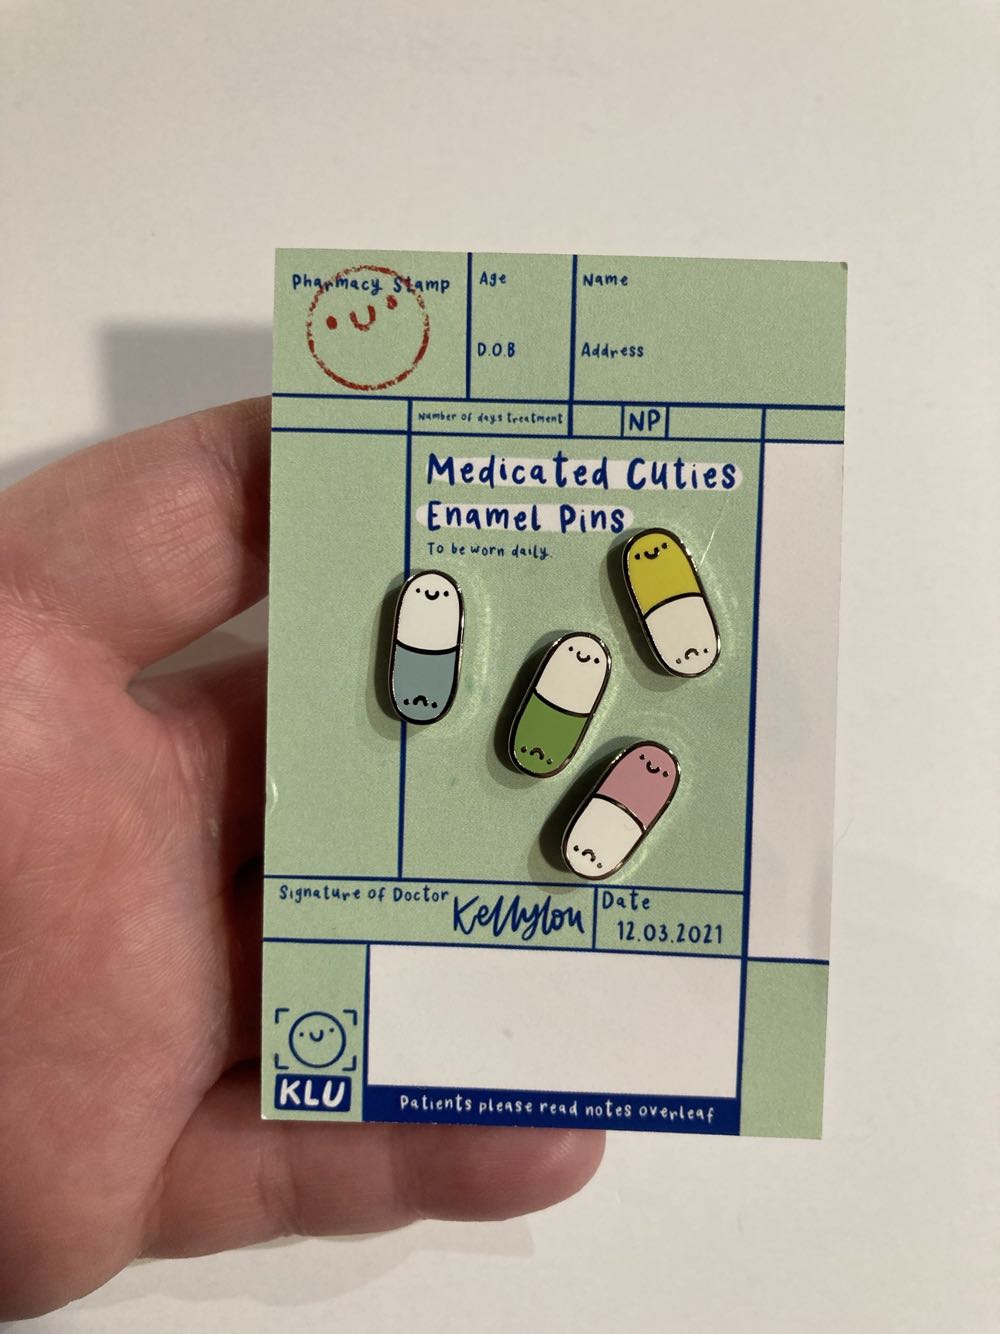 Pharmacy Stamp
Age
Name
D.O.B
Address
Number of days treatment
NP
Medicated Cuties
Enamel Pins
To be worn daily.
Signature of Doctor
Kellylou
Date
12.03.2021
KLU
Patients please read notes overleaf